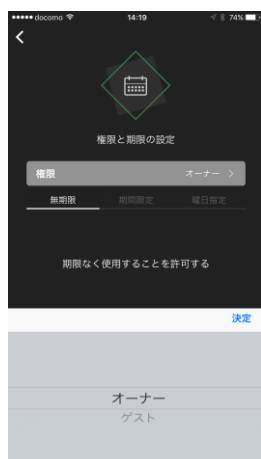 docomo 14:19 74%
権限と期限の設定
権限 オーナー
無期限 期間限定 曜日指定
期限なく使用することを許可する
決定
オーナー
ゲスト